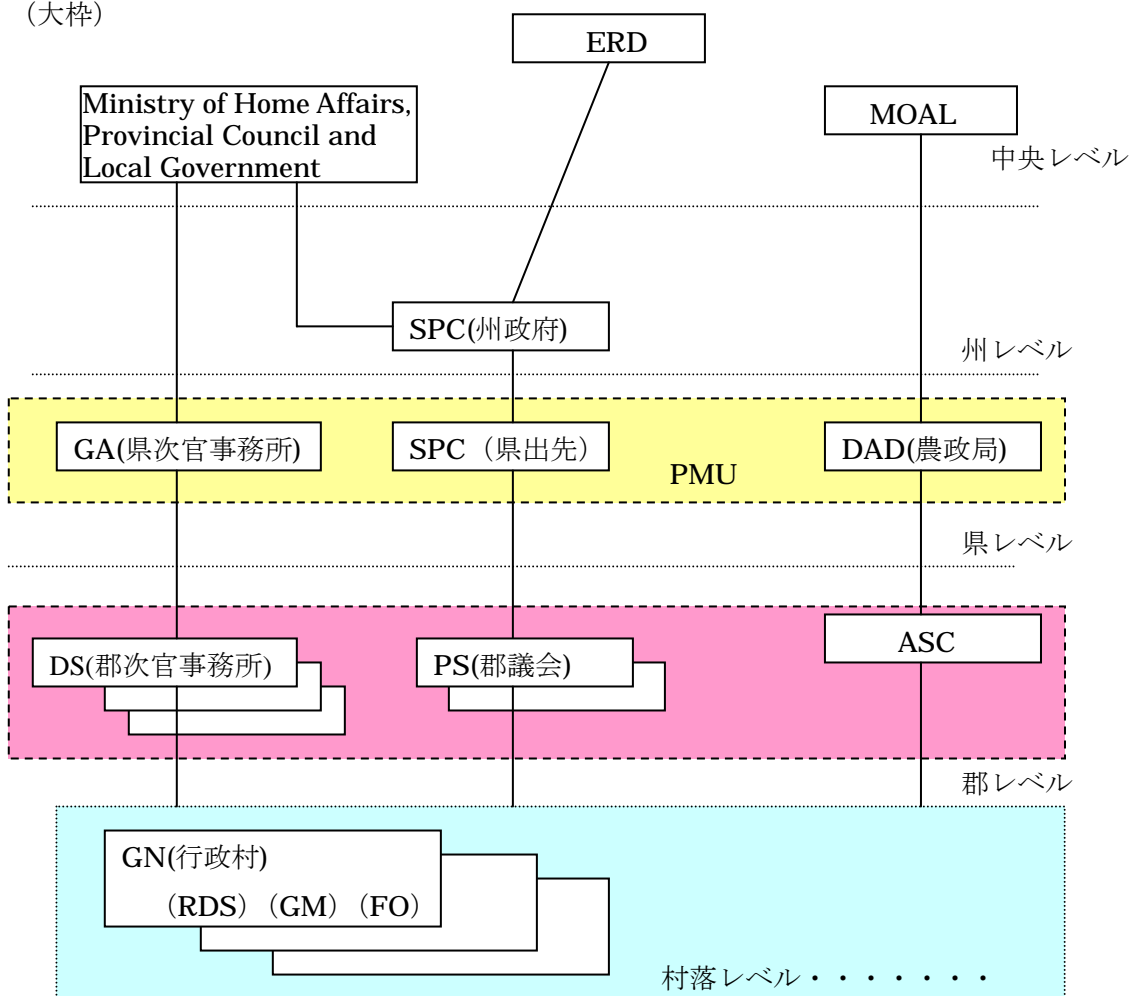 （大枠）
ERD
Ministry of Home Affairs,
Provincial Council and
Local Government
MOAL
中央レベル
SPC(州政府)
州レベル
GA(県次官事務所)
SPC（県出先）
DAD(農政局)
PMU
県レベル
DS(郡次官事務所)
PS(郡議会)
ASC
郡レベル
GN(行政村)
（RDS）（GM）（FO）
村落レベル・・・・・・・